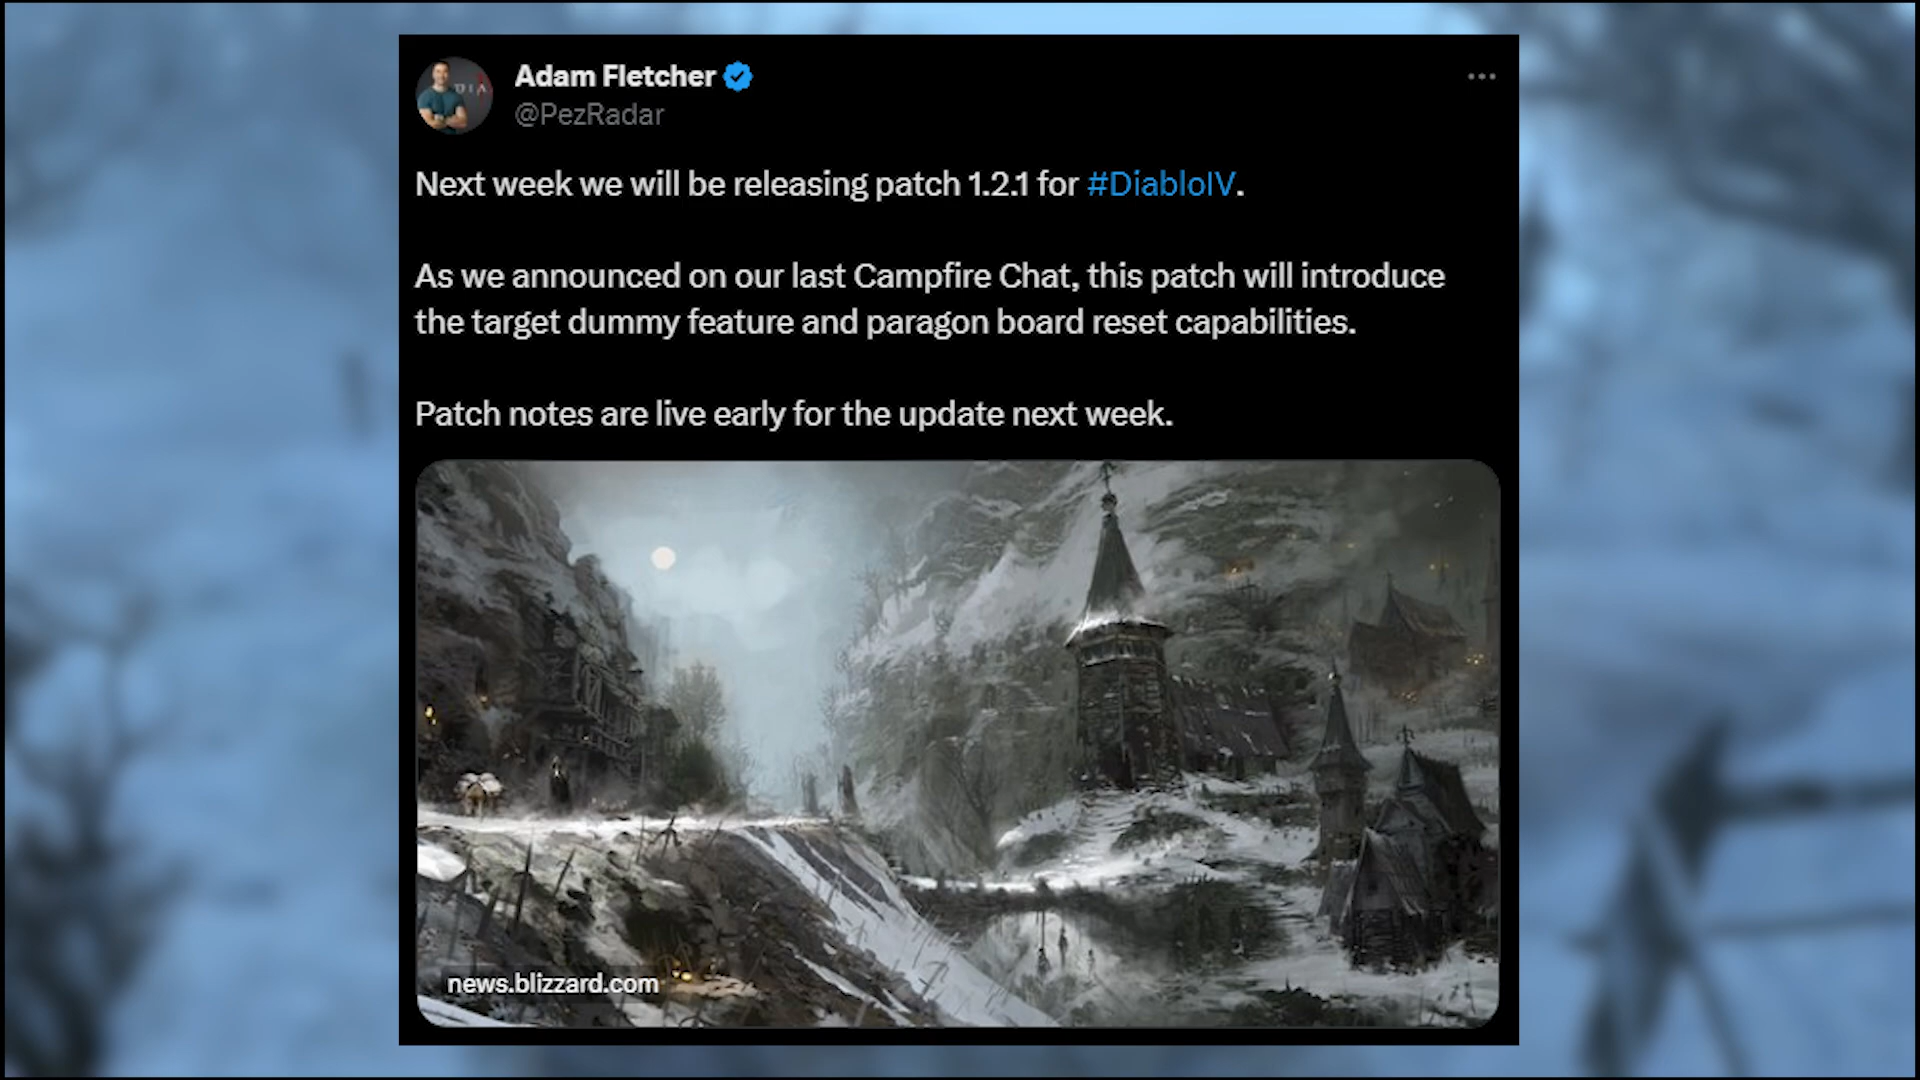 Adam Fletcher
@PezRadar
Next week we will be releasing patch 1.2.1 for #DiabloIV.
As we announced on our last Campfire Chat, this patch will introduce
the target dummy feature and paragon board reset capabilities.
Patch notes are live early for the update next week.
news.blizzard.com